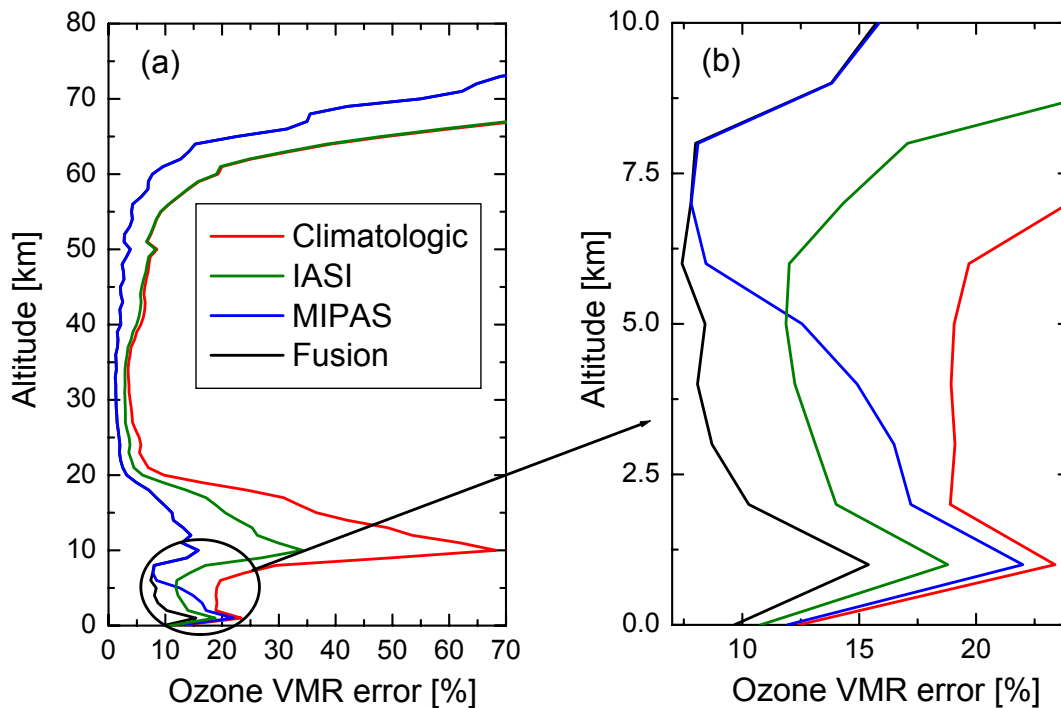 (a)
80
70
60
50
40
30
20
10
0
Altitude [km]
0 10 20 30 40 50 60 70
Ozone VMR error [%]
Climatologic
IASI
MIPAS
Fusion
(b)
10.0
7.5
5.0
2.5
0.0
Altitude [km]
10 15 20
Ozone VMR error [%]